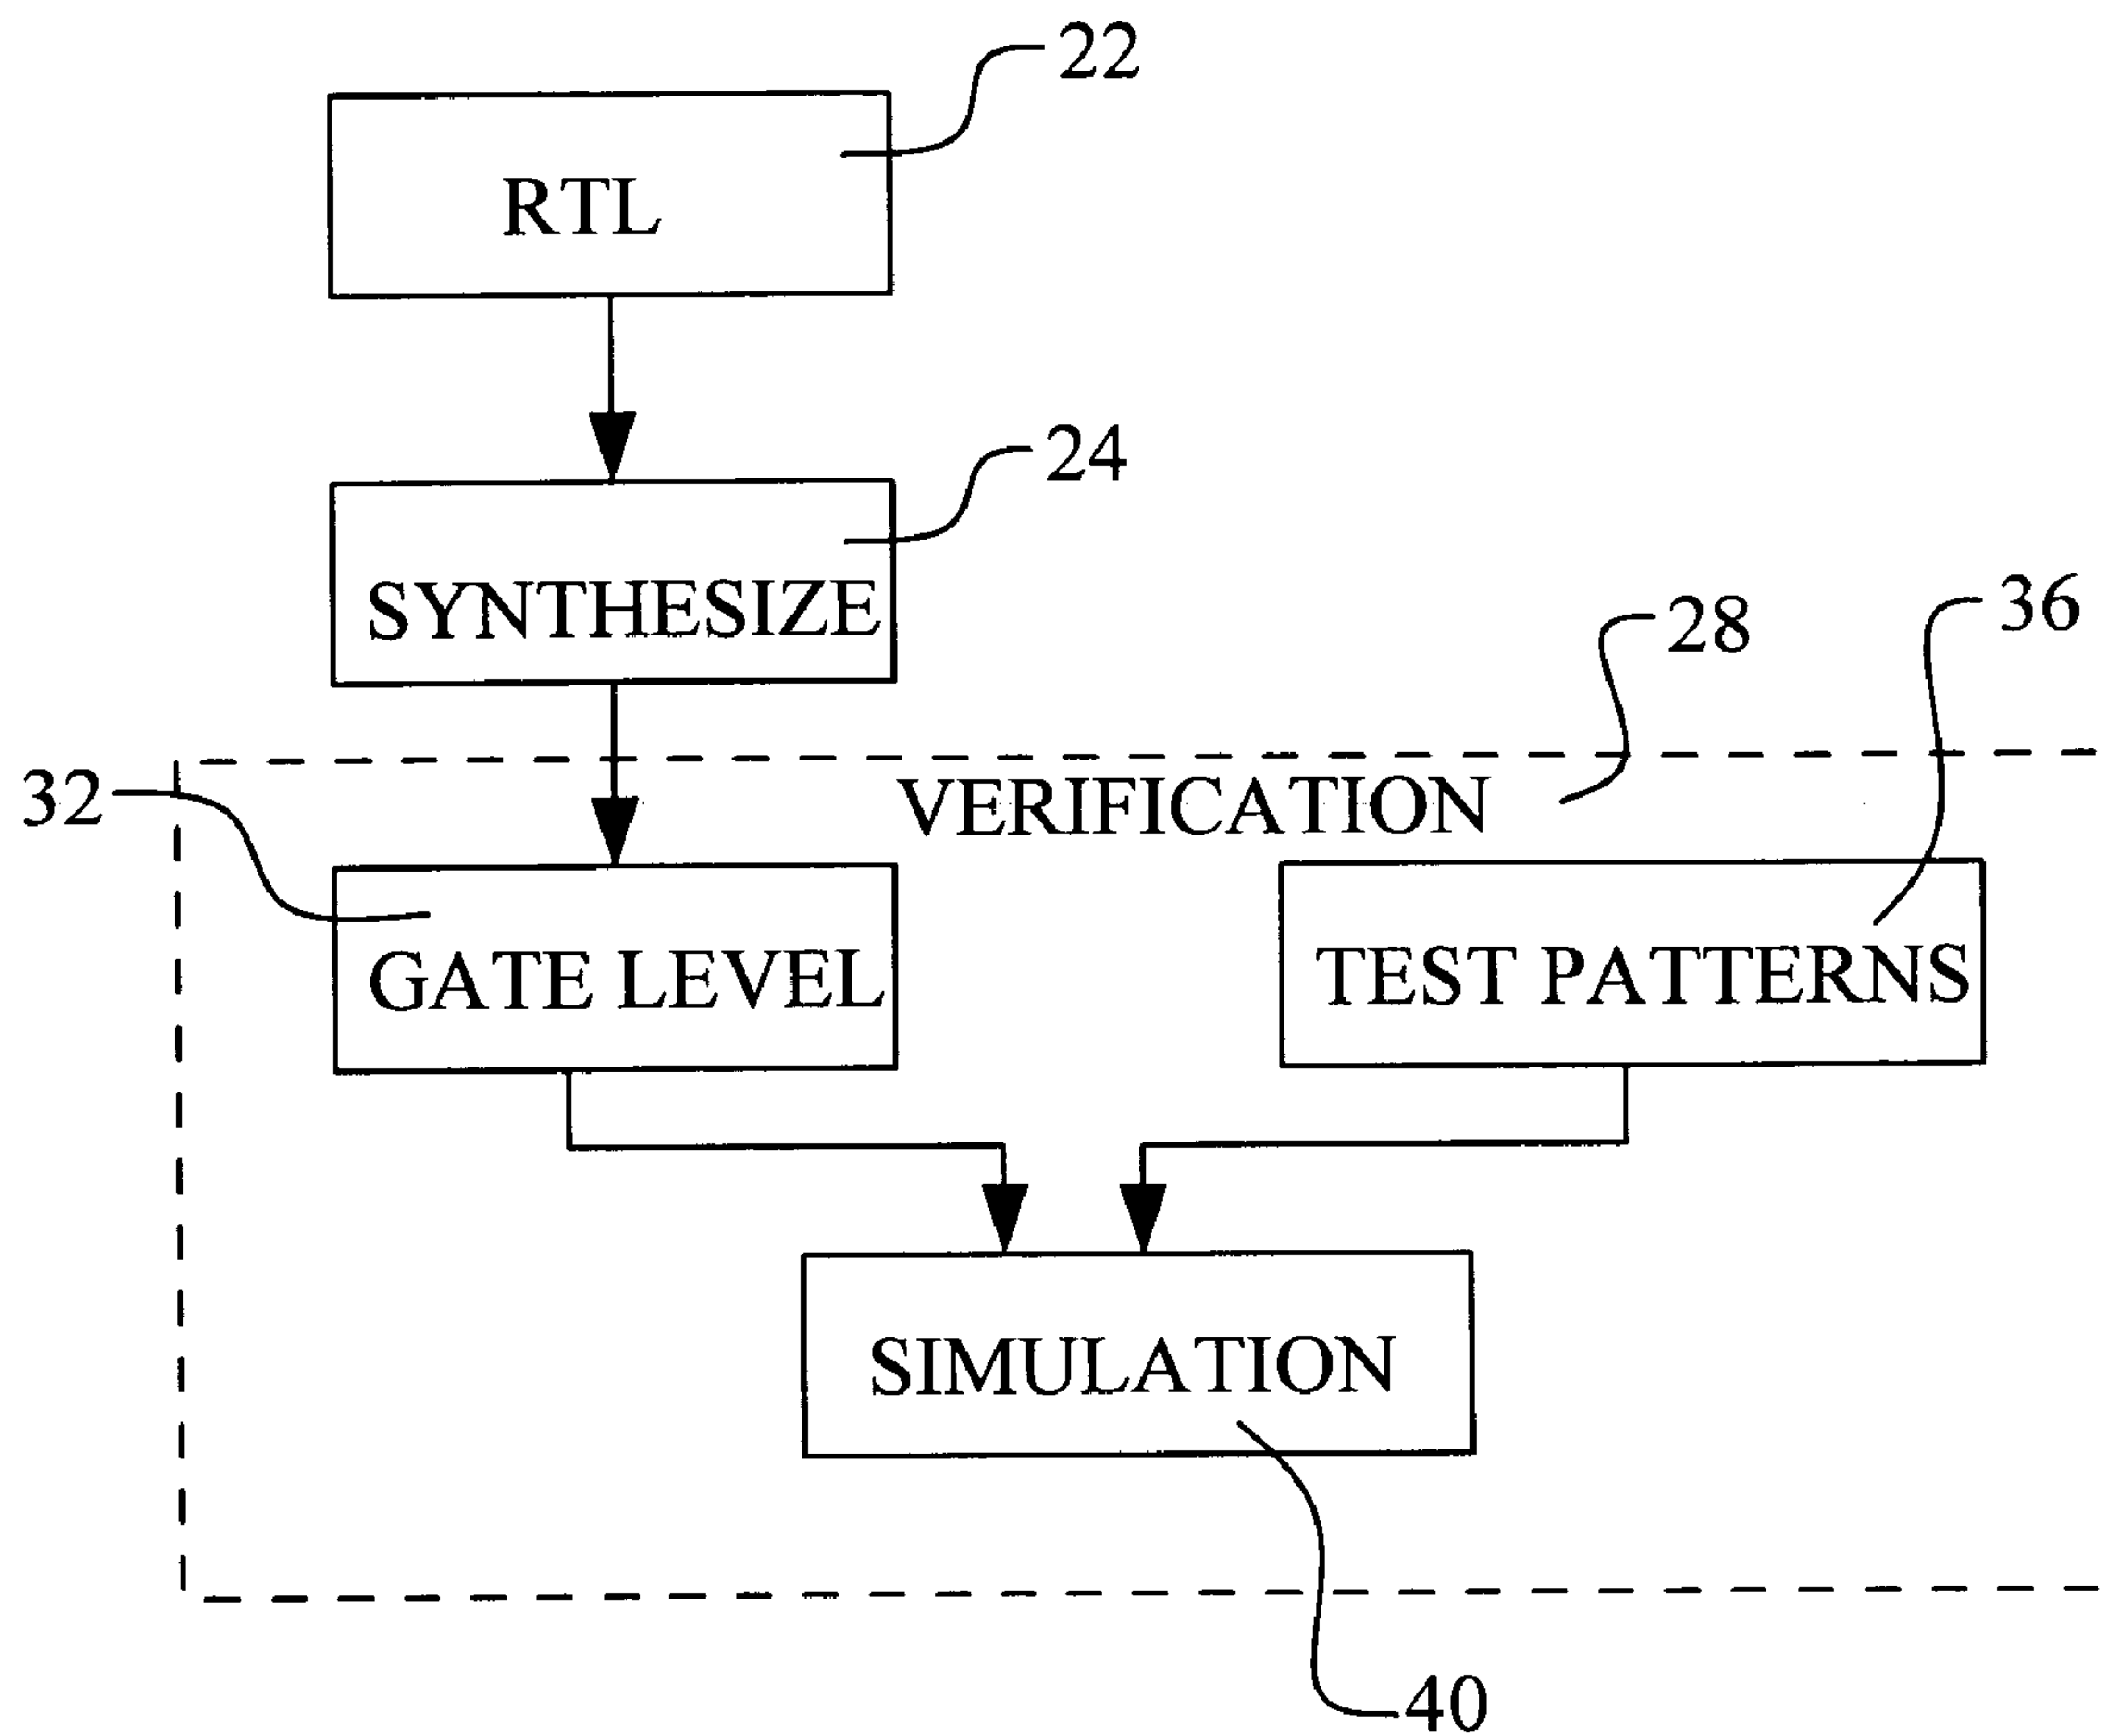 22
RTL
24
SYNTHESIZE
28
36
32
VERIFICATION
GATE LEVEL
TEST PATTERNS
SIMULATION
40